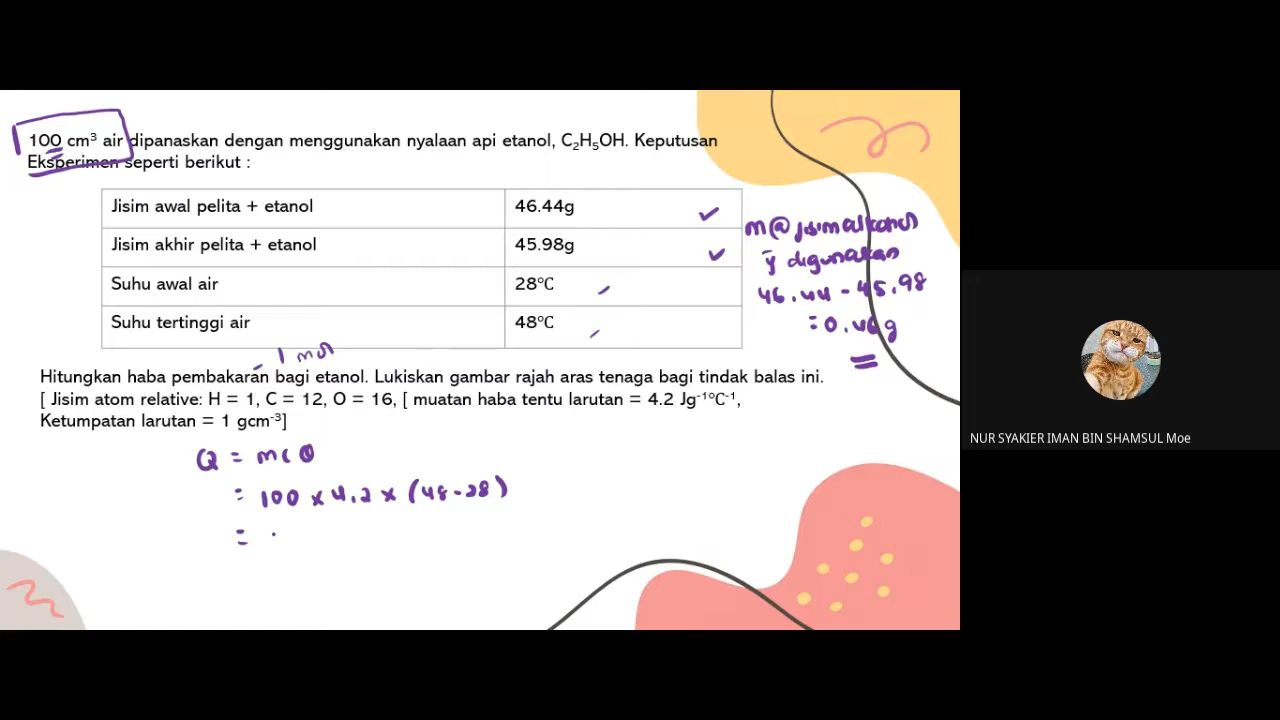 100 cm³ air dipanaskan dengan menggunakan nyalaan api etanol, C₂H₅OH. Keputusan
Eksperimen seperti berikut :
Jisim awal pelita + etanol 46.44g
Jisim akhir pelita + etanol 45.98g
Suhu awal air 28°C
Suhu tertinggi air 48°C
m @ jisim alkohol
yg digunakan
46.44 - 45.98
= 0.46g
- 1 mol
Hitungkan haba pembakaran bagi etanol. Lukiskan gambar rajah aras tenaga bagi tindak balas ini.
[ Jisim atom relative: H = 1, C = 12, O = 16, [ muatan haba tentu larutan = 4.2 Jg⁻¹°C⁻¹,
Ketumpatan larutan = 1 gcm⁻³]
Q = mcθ
= 100 x 4.2 x (48-28)
=
NUR SYAKIER IMAN BIN SHAMSUL Moe